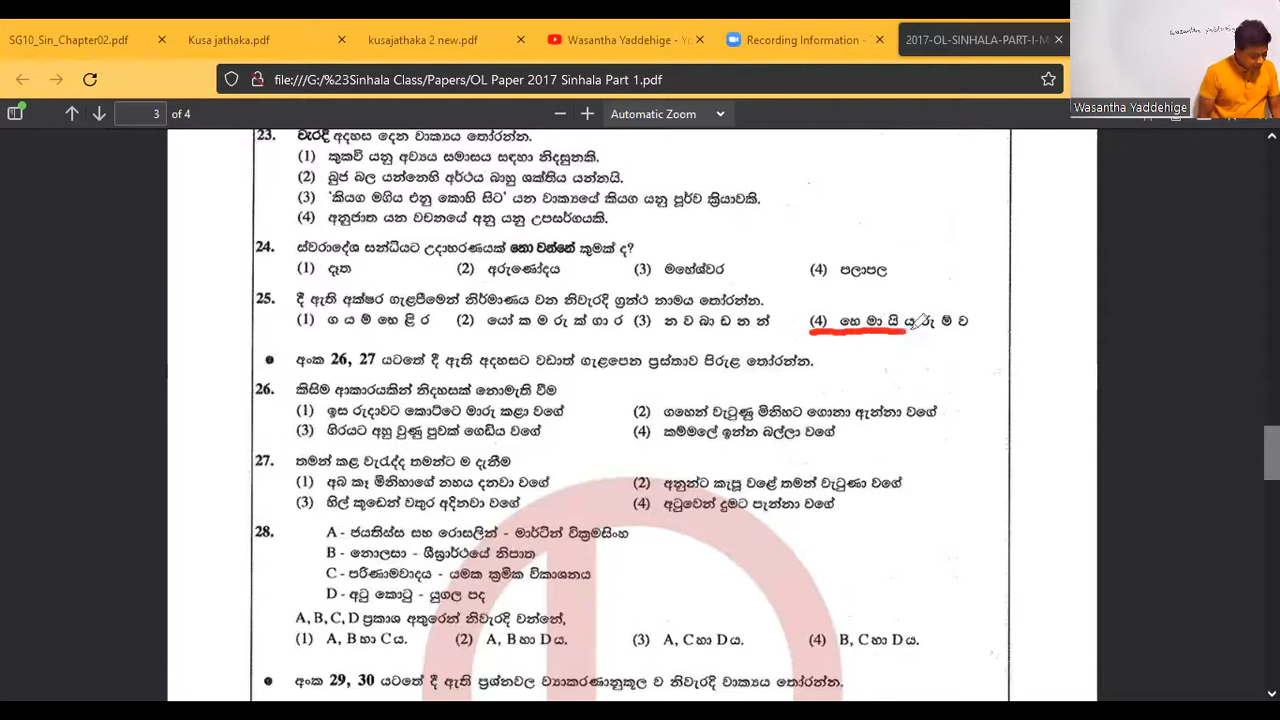 SG10_Sin_Chapter02.pdf
Kusa jathaka.pdf
kusajathaka 2 new.pdf
Wasantha Yaddehige - Yo
Recording Information -
2017-OL-SINHALA-PART-I-M
file:///G:/%23Sinhala Class/Papers/OL Paper 2017 Sinhala Part 1.pdf
Wasantha Yaddehige
3 of 4
Automatic Zoom
23. වැරදි අදහස දෙන වාක්‍යය තෝරන්න.
(1) කුකවි යනු අව්‍යය සමාසය සඳහා නිදසුනකි.
(2) බුජ බල යන්නෙහි අර්ථය බාහු ශක්තිය යන්නයි.
(3) 'කියග මගිය එනු කොහි සිට' යන වාක්‍යයේ කියග යනු පූර්ව ක්‍රියාවකි.
(4) අනුජාත යන වචනයේ අනු යනු උපසර්ගයකි.
24. ස්වරාදේශ සන්ධියට උදාහරණයක් නො වන්නේ කුමක් ද?
(1) දෑත (2) අරුණෝදය (3) මහේශ්වර (4) පලාපල
25. දී ඇති අක්ෂර ගැළපීමෙන් නිර්මාණය වන නිවැරදි ග්‍රන්ථ නාමය තෝරන්න.
(1) ග ය ම් හෙ ළි ර (2) යෝ ක ම රු ක් ගා ර (3) න ව බා ඩ න න් (4) හෙ මා යි ය රු ම් ව
● අංක 26, 27 යටතේ දී ඇති අදහසට වඩාත් ගැළපෙන ප්‍රස්තාව පිරුළ තෝරන්න.
26. කිසිම ආකාරයකින් නිදහසක් නොමැති වීම
(1) ඉස රුදාවට කොට්ටෙ මාරු කළා වගේ (2) ගහෙන් වැටුණු මිනිහට ගොනා ඇන්නා වගේ
(3) ගිරයට අහු වුණු පුවක් ගෙඩිය වගේ (4) කම්මලේ ඉන්න බල්ලා වගේ
27. තමන් කළ වැරැද්ද තමන්ට ම දැනීම
(1) අබ කෑ මිනිහාගේ නහය දනවා වගේ (2) අනුන්ට කැපූ වළේ තමන් වැටුණා වගේ
(3) හිල් කූඩෙන් වතුර අදිනවා වගේ (4) අටුවෙන් දුමට පැන්නා වගේ
28. A - ජයතිස්ස සහ රොසලින් - මාර්ටින් වික්‍රමසිංහ
B - නොලසා - ශීඝ්‍රාර්ථයේ නිපාත
C - පරිණාමවාදය - යමක ක්‍රමික විකාශනය
D - අටු කොටු - යුගල පද
A, B, C, D ප්‍රකාශ අතුරෙන් නිවැරදි වන්නේ,
(1) A, B හා C ය. (2) A, B හා D ය. (3) A, C හා D ය. (4) B, C හා D ය.
● අංක 29, 30 යටතේ දී ඇති ප්‍රශ්නවල ව්‍යාකරණානුකූල ව නිවැරදි වාක්‍යය තෝරන්න.